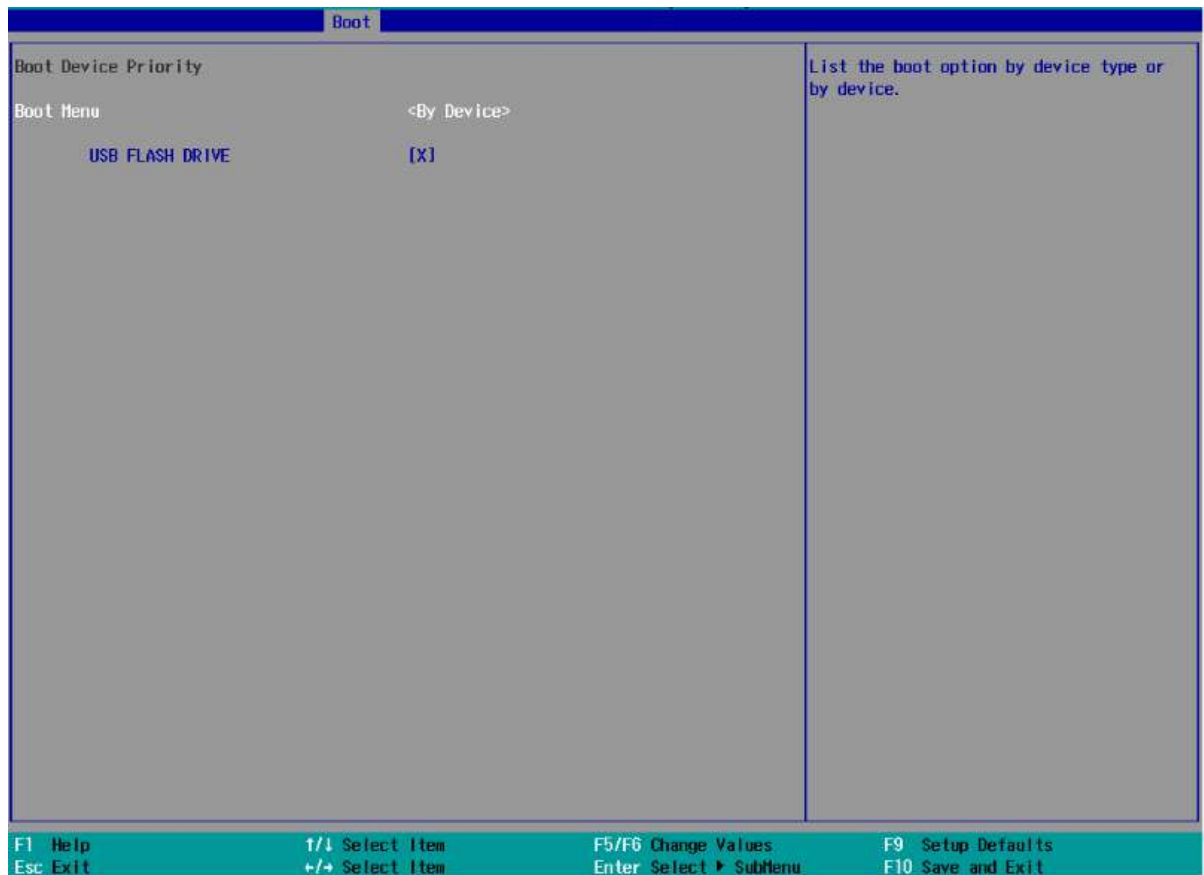 Boot
Boot Device Priority
Boot Menu <By Device>
USB FLASH DRIVE [X]
List the boot option by device type or
by device.
F1 Help ↑/↓ Select Item F5/F6 Change Values F9 Setup Defaults
Esc Exit ←/→ Select Item Enter Select ▶ SubMenu F10 Save and Exit